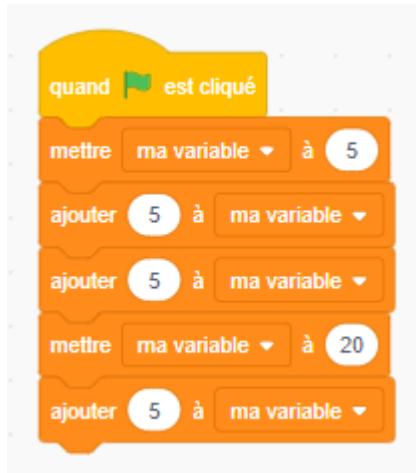 quand est cliqué
mettre ma variable à 5
ajouter 5 à ma variable
ajouter 5 à ma variable
mettre ma variable à 20
ajouter 5 à ma variable